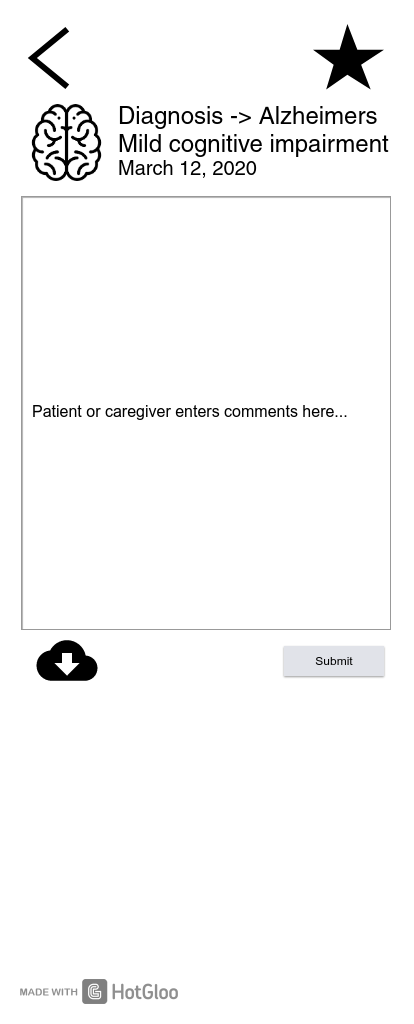 Diagnosis -> Alzheimers
Mild cognitive impairment
March 12, 2020
Patient or caregiver enters comments here...
Submit
MADE WITH HotGloo